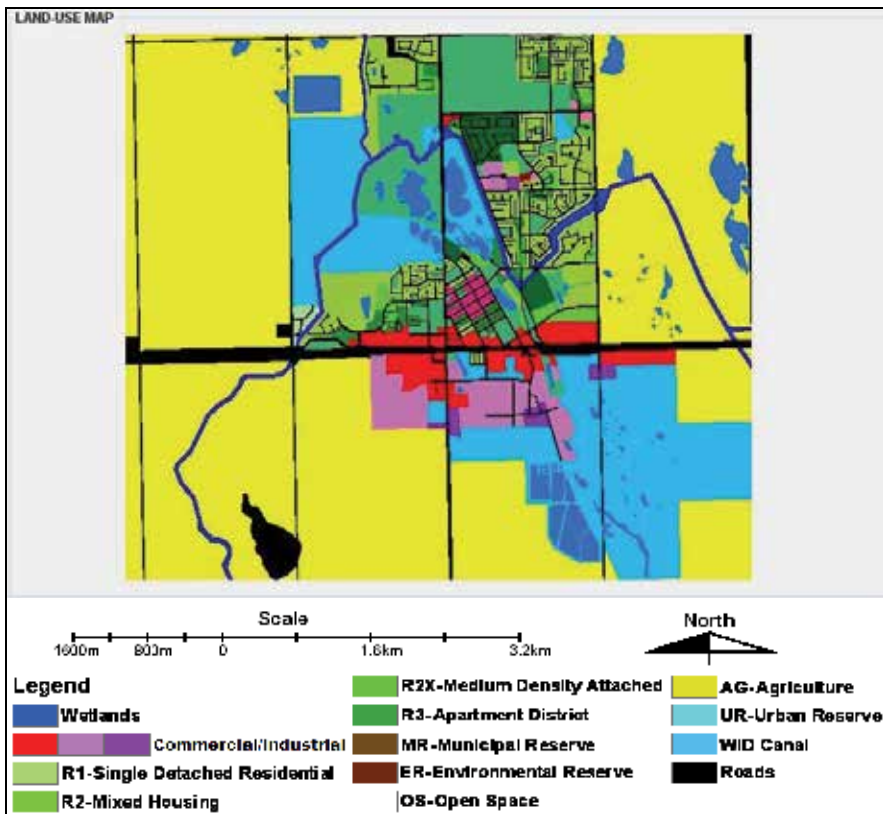 LAND-USE MAP
Scale
1600m 800m 0 1.6km 3.2km
North
Legend
Wetlands
Commercial/Industrial
R1-Single Detached Residential
R2-Mixed Housing
R2X-Medium Density Attached
R3-Apartment District
MR-Municipal Reserve
ER-Environmental Reserve
OS-Open Space
AG-Agriculture
UR-Urban Reserve
WID Canal
Roads